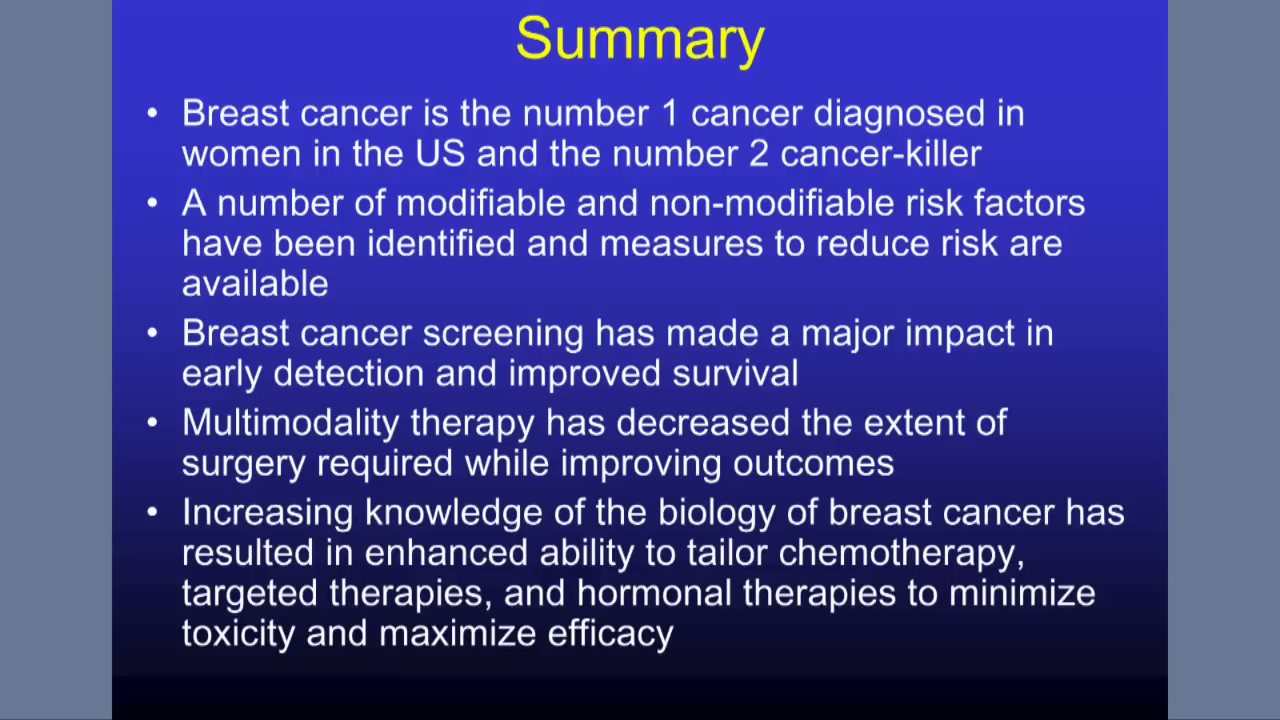 Summary
• Breast cancer is the number 1 cancer diagnosed in
women in the US and the number 2 cancer-killer
• A number of modifiable and non-modifiable risk factors
have been identified and measures to reduce risk are
available
• Breast cancer screening has made a major impact in
early detection and improved survival
• Multimodality therapy has decreased the extent of
surgery required while improving outcomes
• Increasing knowledge of the biology of breast cancer has
resulted in enhanced ability to tailor chemotherapy,
targeted therapies, and hormonal therapies to minimize
toxicity and maximize efficacy